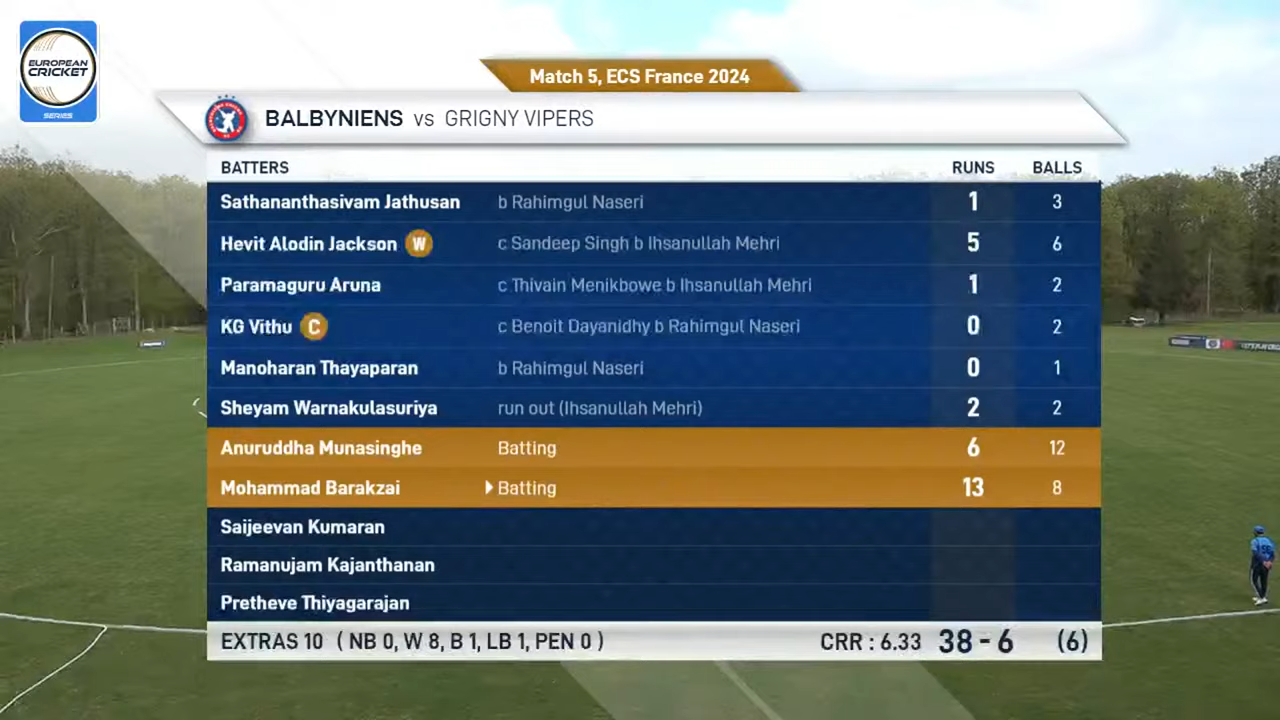 EUROPEAN
CRICKET
SERIES
Match 5, ECS France 2024
BALBYNIENS vs GRIGNY VIPERS
BATTERS RUNS BALLS
Sathananthasivam Jathusan b Rahimgul Naseri 1 3
Hevit Alodin Jackson W c Sandeep Singh b Ihsanullah Mehri 5 6
Paramaguru Aruna c Thivain Menikbowe b Ihsanullah Mehri 1 2
KG Vithu C c Benoit Dayanidhy b Rahimgul Naseri 0 2
Manoharan Thayaparan b Rahimgul Naseri 0 1
Sheyam Warnakulasuriya run out (Ihsanullah Mehri) 2 2
Anuruddha Munasinghe Batting 6 12
Mohammad Barakzai Batting 13 8
Saijeevan Kumaran
Ramanujam Kajanthanan
Pretheve Thiyagarajan
EXTRAS 10 ( NB 0, W 8, B 1, LB 1, PEN 0 ) CRR : 6.33 38 - 6 (6)